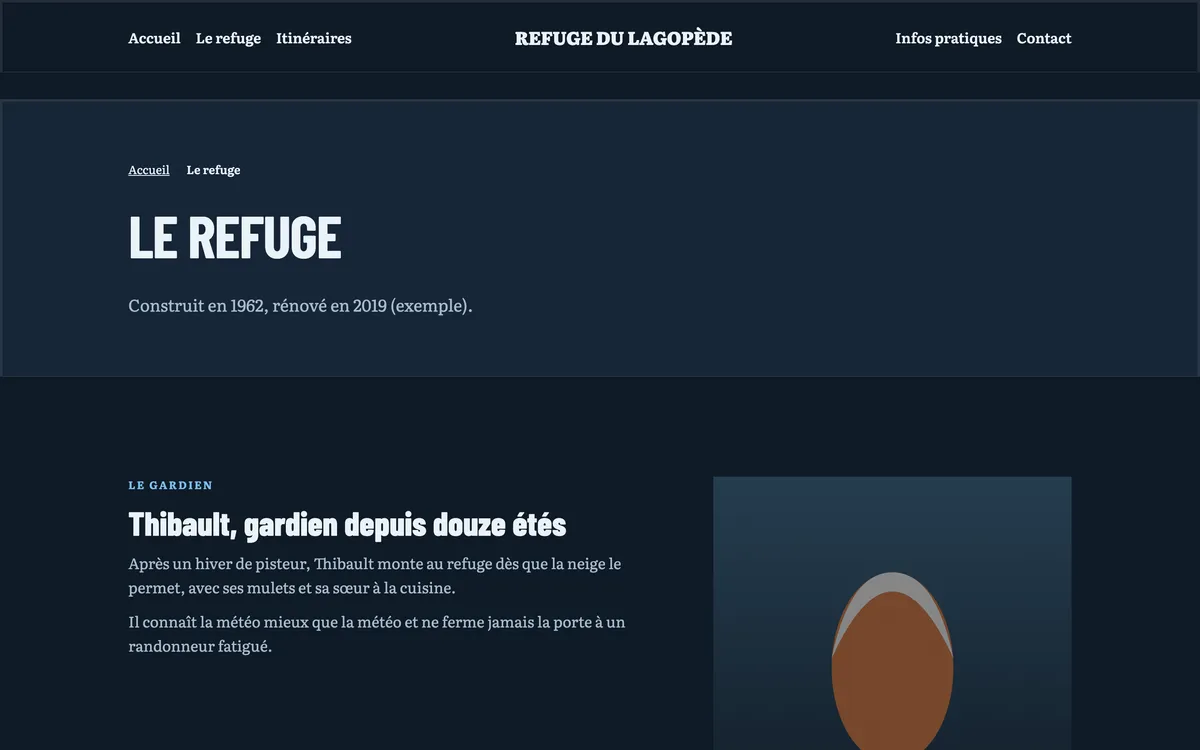 Accueil Le refuge Itinéraires
REFUGE DU LAGOPÈDE
Infos pratiques Contact
Accueil Le refuge
LE REFUGE
Construit en 1962, rénové en 2019 (exemple).
LE GARDIEN
Thibault, gardien depuis douze étés
Après un hiver de pisteur, Thibault monte au refuge dès que la neige le
permet, avec ses mulets et sa sœur à la cuisine.
Il connaît la météo mieux que la météo et ne ferme jamais la porte à un
randonneur fatigué.